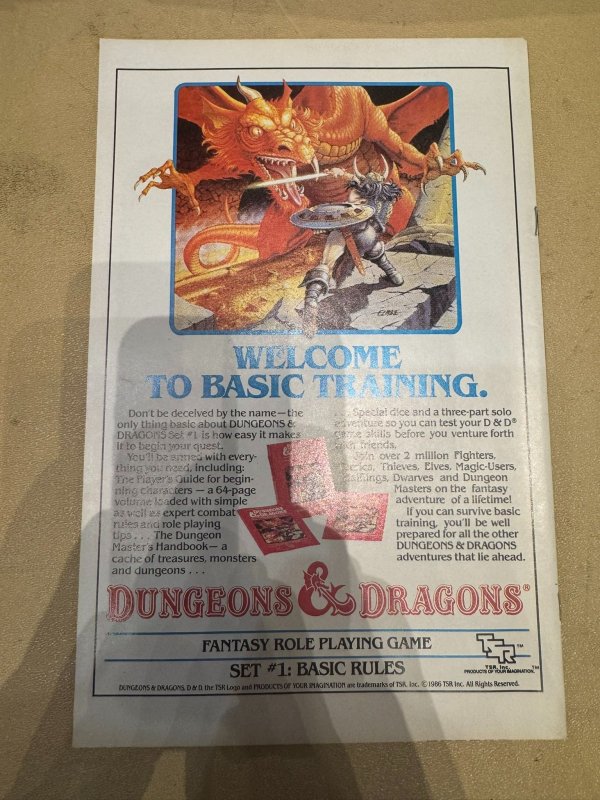 ELMORE
WELCOME
TO BASIC TRAINING.
Don't be deceived by the name—the
only thing basic about DUNGEONS &
DRAGONS Set #1 is how easy it makes
it to begin your quest.
You'll be armed with every-
thing you need, including:
The Player's Guide for begin-
ning characters — a 64-page
volume loaded with simple
as well as expert combat
rules and role playing
tips . . . The Dungeon
Master's Handbook— a
cache of treasures, monsters
and dungeons . . .
. . . Special dice and a three-part solo
adventure so you can test your D & D®
game skills before you venture forth
with friends.
Join over 2 million Fighters,
Clerics, Thieves, Elves, Magic-Users,
Halflings, Dwarves and Dungeon
Masters on the fantasy
adventure of a lifetime!
If you can survive basic
training, you'll be well
prepared for all the other
DUNGEONS & DRAGONS
adventures that lie ahead.
DUNGEONS & DRAGONS®
FANTASY ROLE PLAYING GAME
SET #1: BASIC RULES
TSR ™
TSR, Inc.
PRODUCTS OF YOUR IMAGINATION ™
DUNGEONS & DRAGONS, D & D, the TSR Logo and PRODUCTS OF YOUR IMAGINATION are trademarks of TSR, Inc. ©1986 TSR Inc. All Rights Reserved.